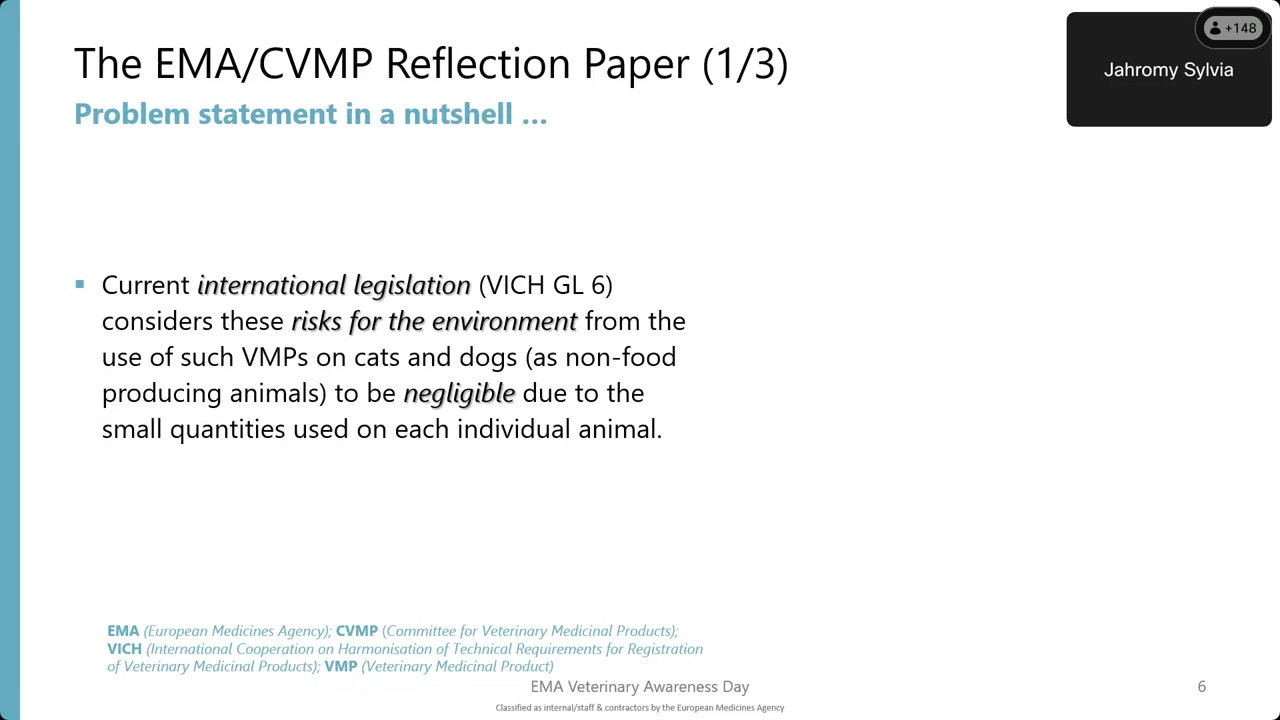 The EMA/CVMP Reflection Paper (1/3)
Problem statement in a nutshell ...
+148
Jahromy Sylvia
▪ Current international legislation (VICH GL 6)
considers these risks for the environment from the
use of such VMPs on cats and dogs (as non-food
producing animals) to be negligible due to the
small quantities used on each individual animal.
EMA (European Medicines Agency); CVMP (Committee for Veterinary Medicinal Products);
VICH (International Cooperation on Harmonisation of Technical Requirements for Registration
of Veterinary Medicinal Products); VMP (Veterinary Medicinal Product)
EMA Veterinary Awareness Day
6
Classified as internal/staff & contractors by the European Medicines Agency